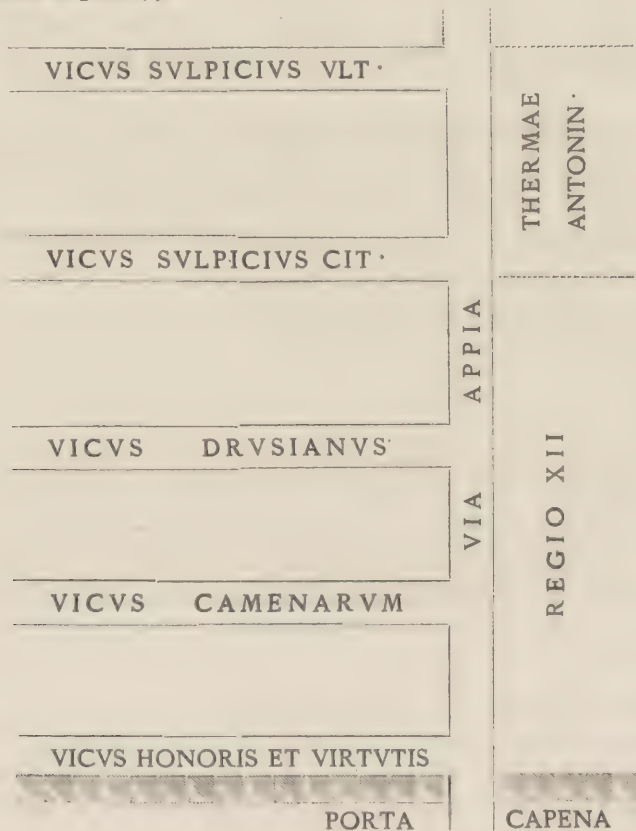 VICVS SVLPICIVS VLT·
THERMAE
ANTONIN·
VICVS SVLPICIVS CIT·
VIA APPIA
VICVS DRVSIANVS
REGIO XII
VICVS CAMENARVM
VICVS HONORIS ET VIRTVTIS
PORTA CAPENA